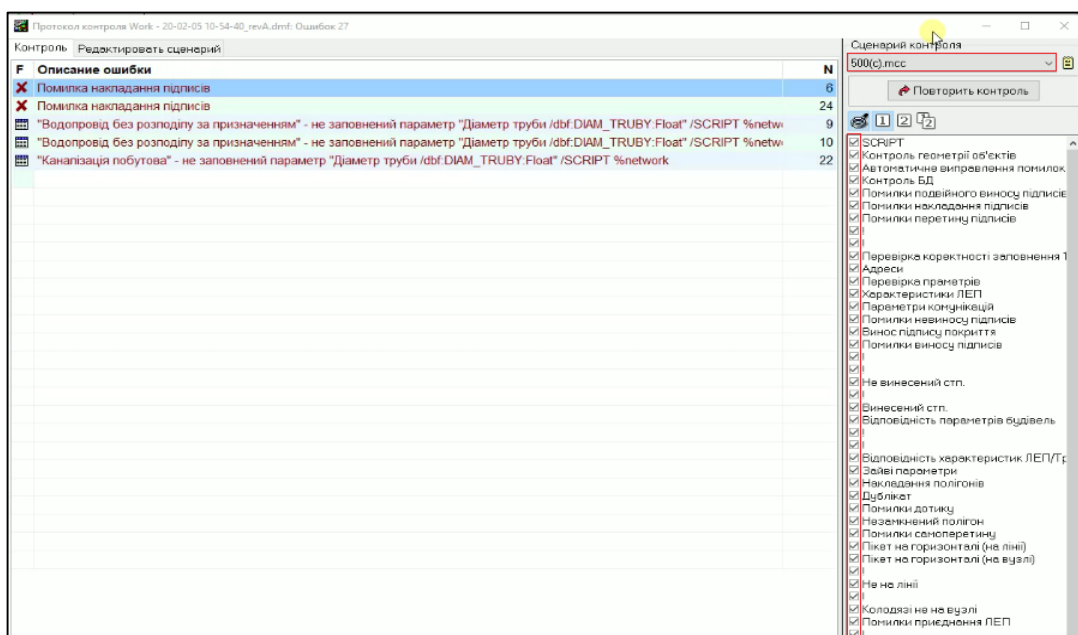 Протокол контроля Work - 20-02-05 10-54-40_revA.dmf: Ошибок 27
Контроль Редактировать сценарий
F Описание ошибки N
Помилка накладання підписів 6
Помилка накладання підписів 24
"Водопровід без розподілу за призначенням" - не заповнений параметр "Діаметр труби /dbf:DIAM_TRUBY:Float" /SCRIPT %netw 9
"Водопровід без розподілу за призначенням" - не заповнений параметр "Діаметр труби /dbf:DIAM_TRUBY:Float" /SCRIPT %netw 10
"Каналізація побутова" - не заповнений параметр "Діаметр труби /dbf:DIAM_TRUBY:Float" /SCRIPT %network 22
Сценарий контроля
500(c).mcc
Повторить контроль
1 2 2
SCRIPT
Контроль геометрії об'єктів
Автоматичне виправлення помилок
Контроль БД
Помилки подвійного виносу підписів
Помилки накладання підписів
Помилки перетину підписів
!
!
Перевірка коректності заповнення
Адреси
Перевірка праметрів
Характеристики ЛЕП
Параметри комунікацій
Помилки невиносу підписів
Винос підпису покриття
Помилки виносу підписів
!
!
Не винесений стп.
!
Винесений стп.
Відповідність параметрів будівель
!
!
Відповідність характеристик ЛЕП/Тр
Зайві параметри
Накладання полігонів
Дублікат
Помилки дотику
Незамкнений полігон
Помилки самоперетину
Пікет на горизонталі (на лінії)
Пікет на горизонталі (на вузлі)
!
Не на лінії
!
Колодязі не на вузлі
Помилки приєднання ЛЕП
!